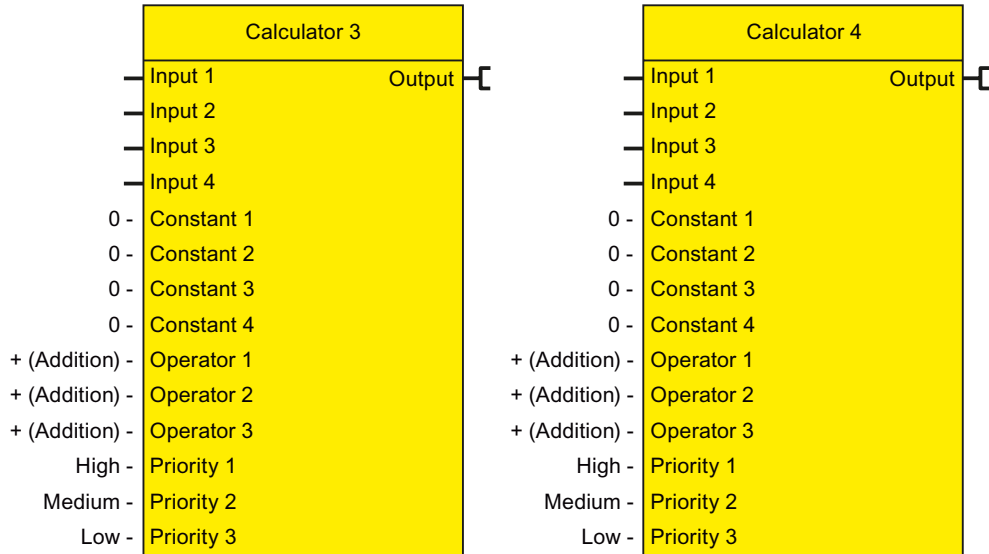 Calculator 3
Input 1 Output
Input 2
Input 3
Input 4
0 - Constant 1
0 - Constant 2
0 - Constant 3
0 - Constant 4
+ (Addition) - Operator 1
+ (Addition) - Operator 2
+ (Addition) - Operator 3
High - Priority 1
Medium - Priority 2
Low - Priority 3
Calculator 4
Input 1 Output
Input 2
Input 3
Input 4
0 - Constant 1
0 - Constant 2
0 - Constant 3
0 - Constant 4
+ (Addition) - Operator 1
+ (Addition) - Operator 2
+ (Addition) - Operator 3
High - Priority 1
Medium - Priority 2
Low - Priority 3